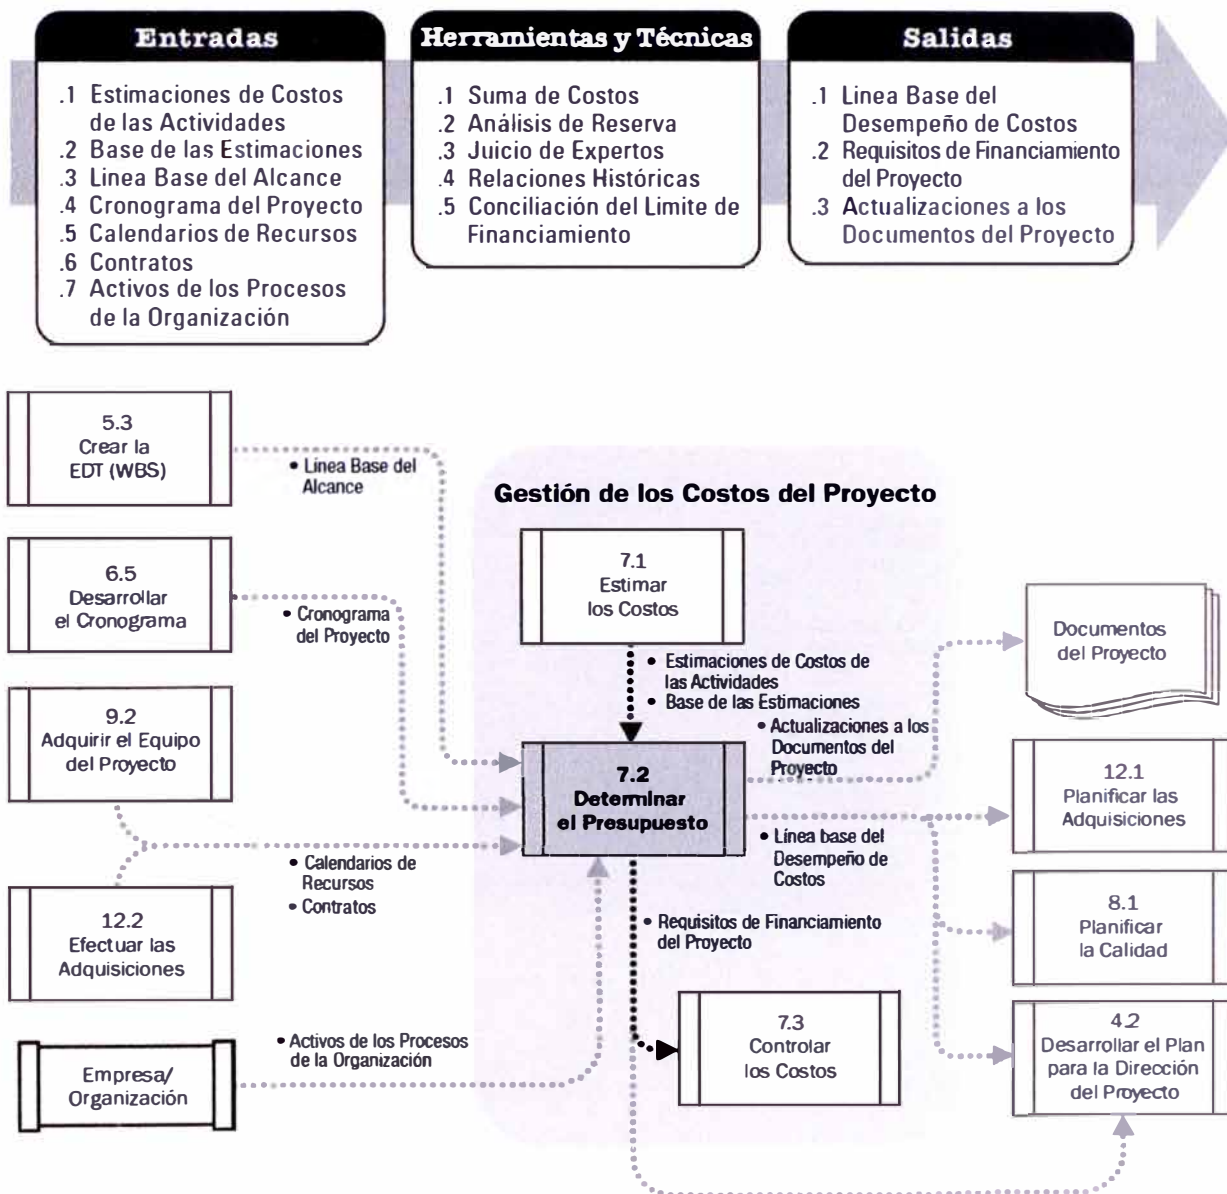 Entradas
.1 Estimaciones de Costos
de las Actividades
.2 Base de las Estimaciones
.3 Linea Base del Alcance
.4 Cronograma del Proyecto
.5 Calendarios de Recursos
.6 Contratos
.7 Activos de los Procesos
de la Organización
Herramientas y Técnicas
.1 Suma de Costos
.2 Análisis de Reserva
.3 Juicio de Expertos
.4 Relaciones Históricas
.5 Conciliación del Limite de
Financiamiento
Salidas
.1 Linea Base del
Desempeño de Costos
.2 Requisitos de Financiamiento
del Proyecto
.3 Actualizaciones a los
Documentos del Proyecto
5.3
Crear la
EDT (WBS)
• Linea Base del
Alcance
6.5
Desarrollar
el Cronograma
• Cronograma
del Proyecto
9.2
Adquirir el Equipo
del Proyecto
12.2
Efectuar las
Adquisiciones
• Calendarios de
Recursos
• Contratos
Empresa/
Organización
• Activos de los Procesos
de la Organización
Gestión de los Costos del Proyecto
7.1
Estimar
los Costos
• Estimaciones de Costos de
las Actividades
• Base de las Estimaciones
• Actualizaciones a los
Documentos del
Proyecto
7.2
Determinar
el Presupuesto
• Línea base del
Desempeño de
Costos
• Requisitos de Financiamiento
del Proyecto
7.3
Controlar
los Costos
Documentos
del Proyecto
12.1
Planificar las
Adquisiciones
8.1
Planificar
la Calidad
4.2
Desarrollar el Plan
para la Dirección
del Proyecto